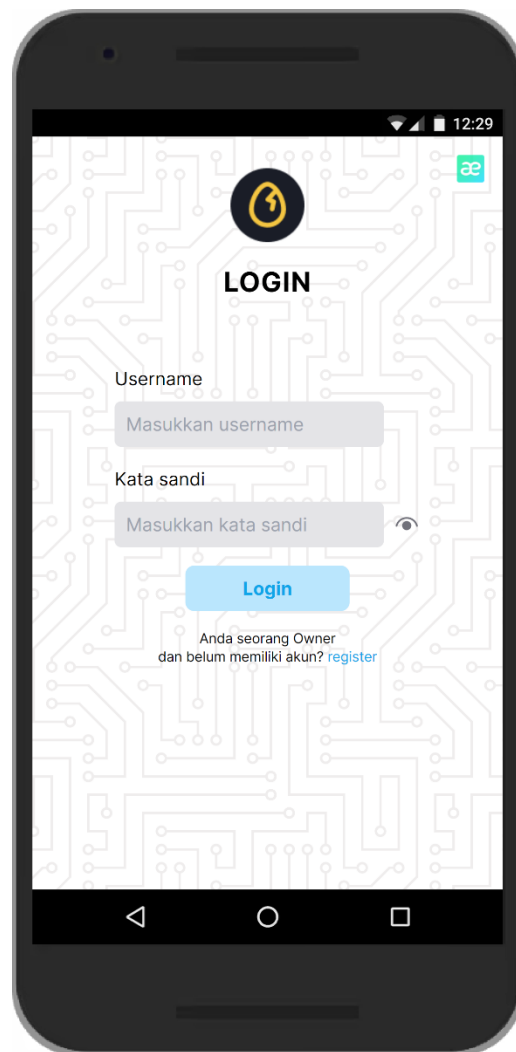 12:29
æ
LOGIN
Username
Masukkan username
Kata sandi
Masukkan kata sandi
Login
Anda seorang Owner
dan belum memiliki akun? register